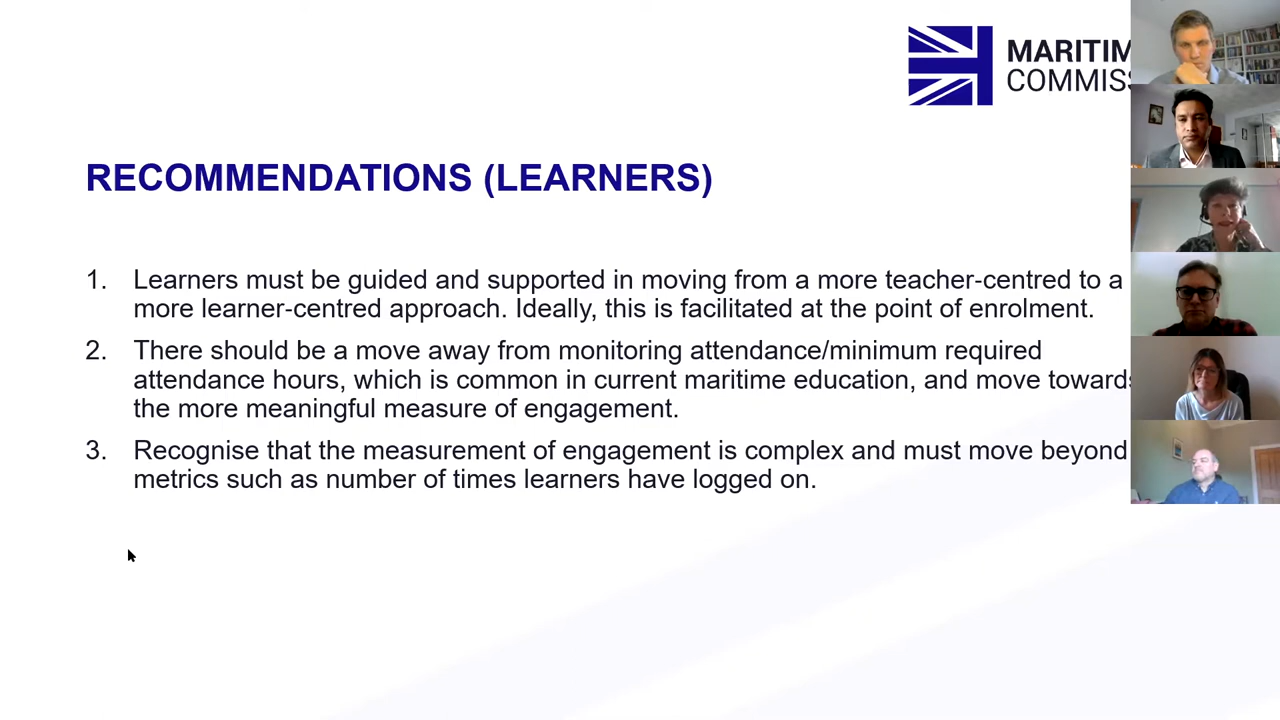 MARITIM
COMMISS
RECOMMENDATIONS (LEARNERS)
1. Learners must be guided and supported in moving from a more teacher-centred to a
more learner-centred approach. Ideally, this is facilitated at the point of enrolment.
2. There should be a move away from monitoring attendance/minimum required
attendance hours, which is common in current maritime education, and move towards
the more meaningful measure of engagement.
3. Recognise that the measurement of engagement is complex and must move beyond
metrics such as number of times learners have logged on.